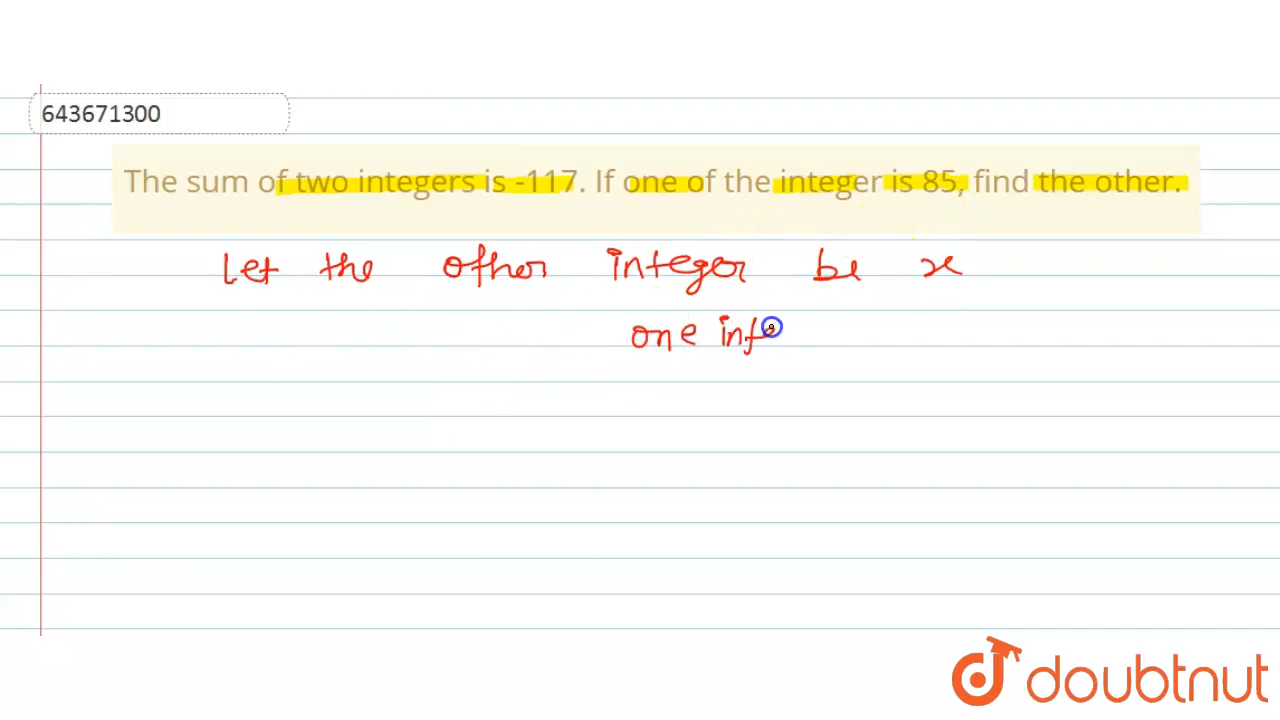 643671300
The sum of two integers is -117. If one of the integer is 85, find the other.
Let the other integer be x
one inte
doubtnut